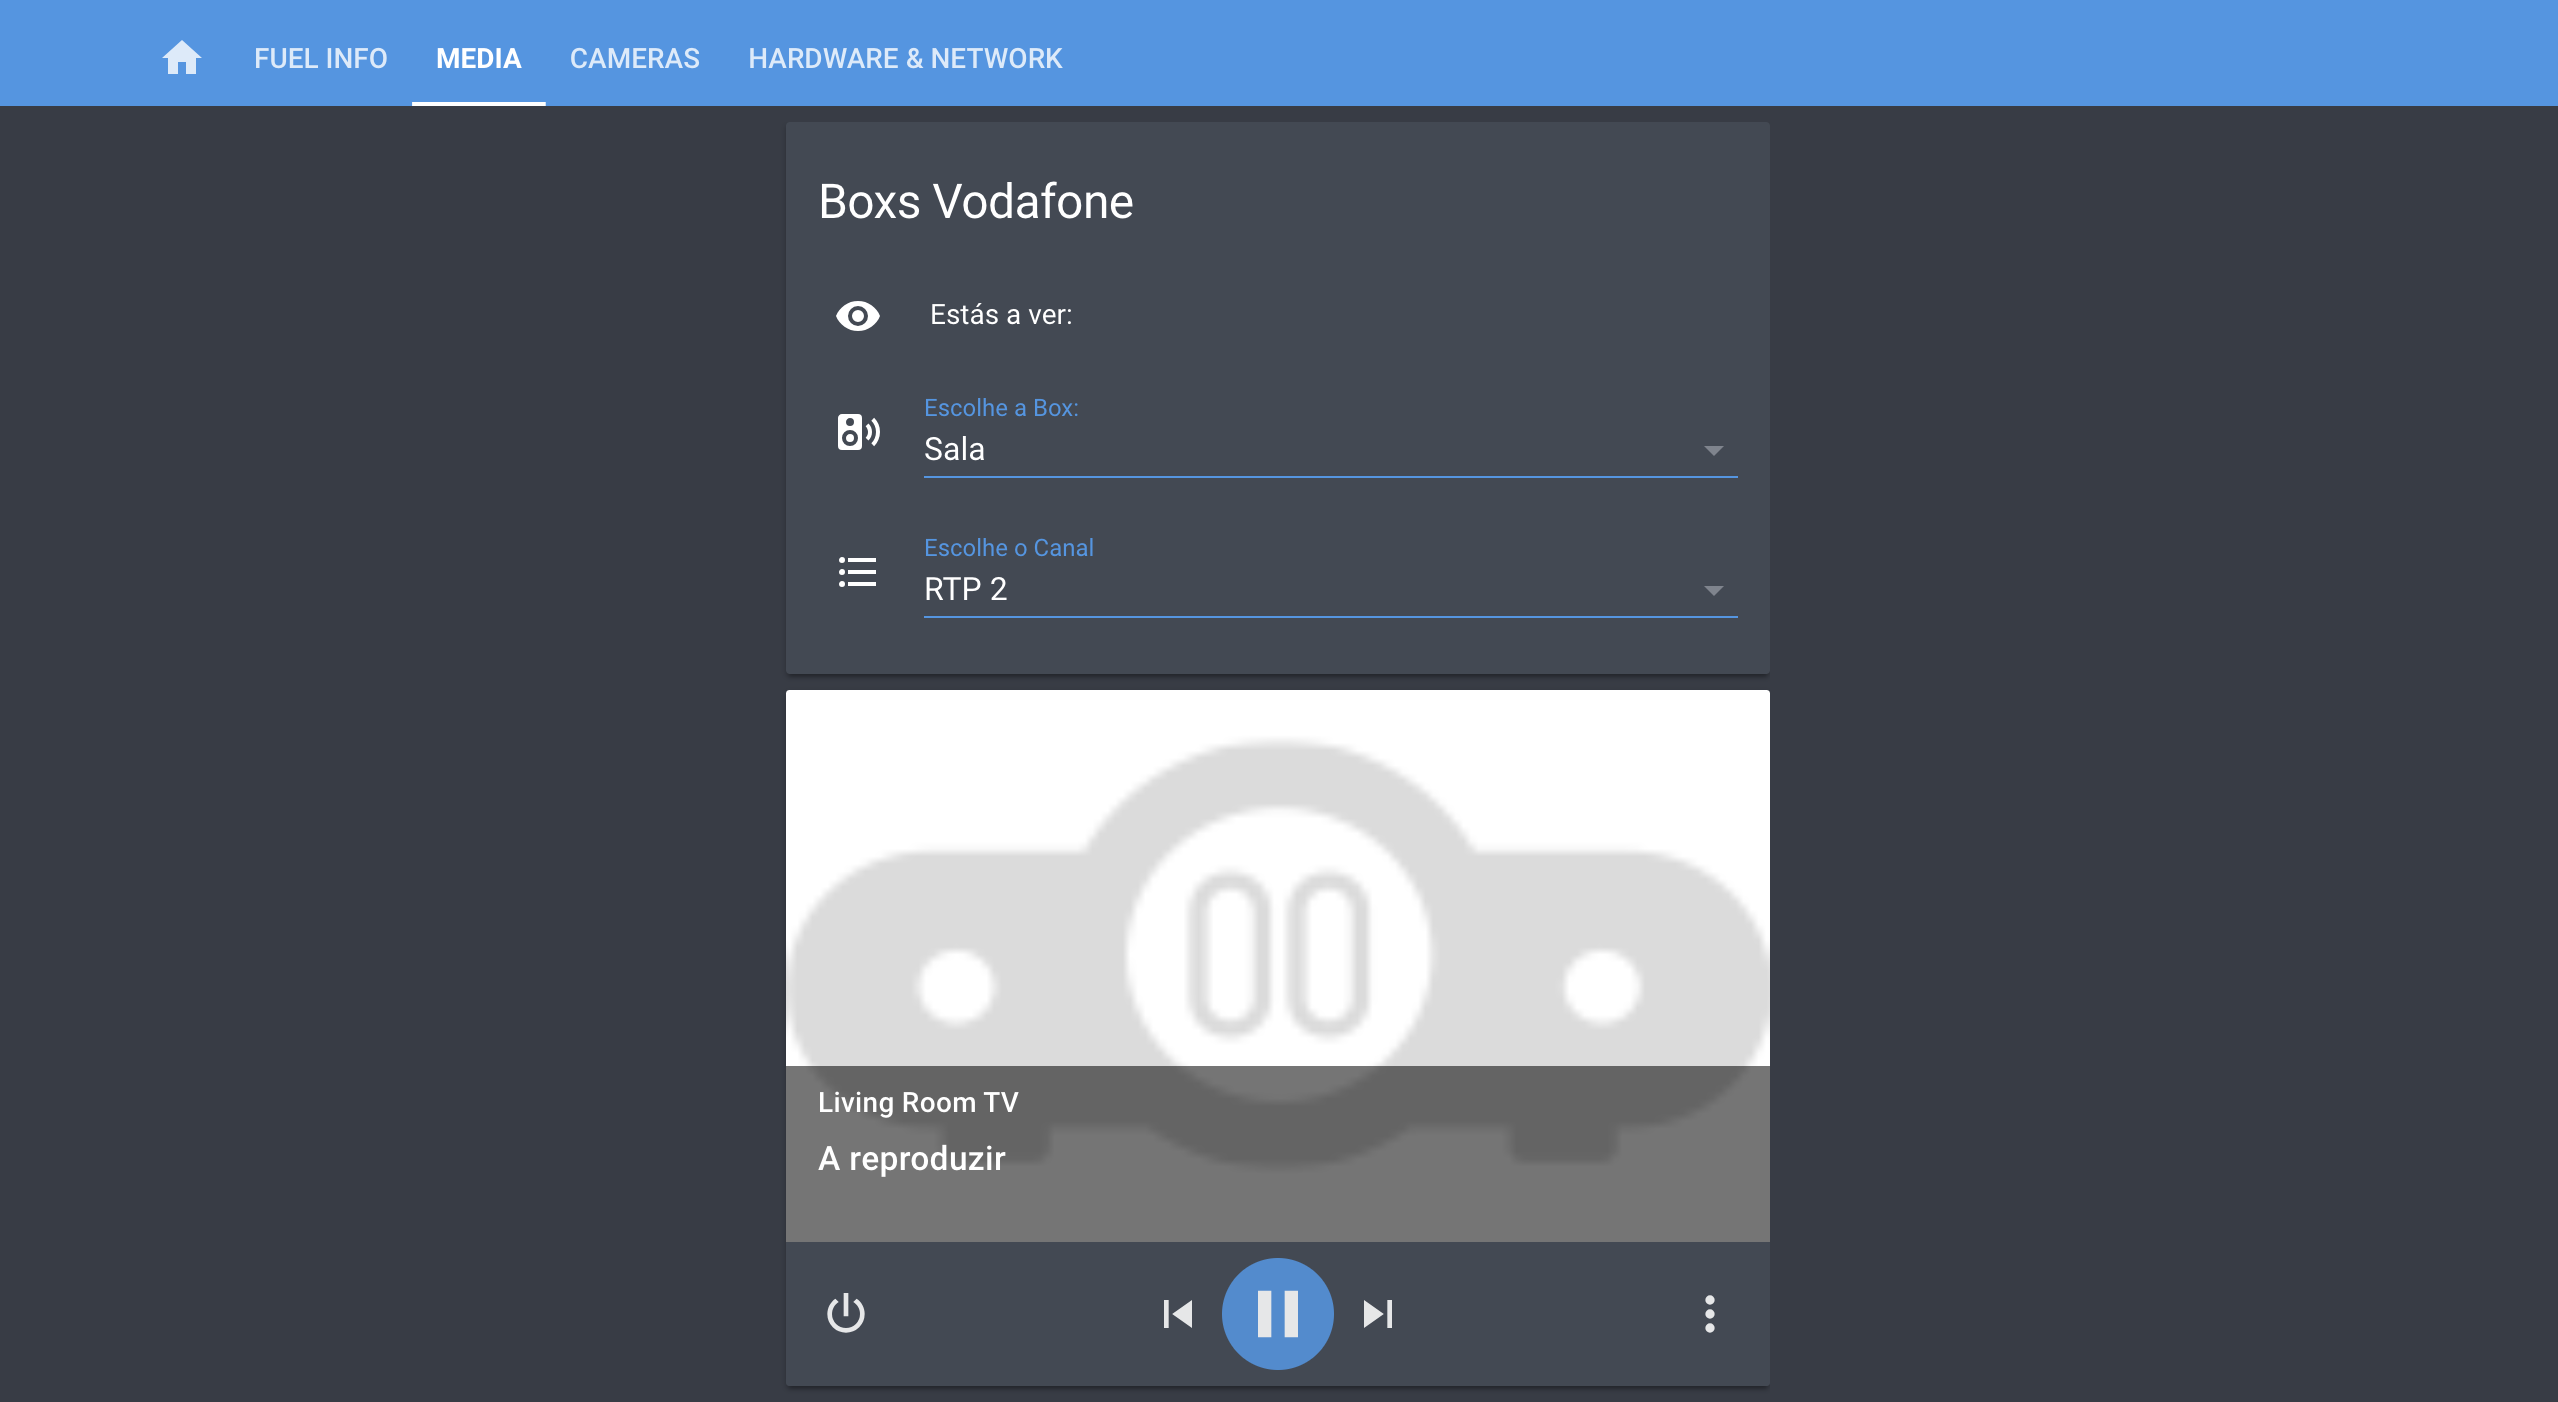 FUEL INFO
MEDIA
CAMERAS
HARDWARE & NETWORK
Boxs Vodafone
Estás a ver:
Escolhe a Box:
Sala
Escolhe o Canal
RTP 2
Living Room TV
A reproduzir